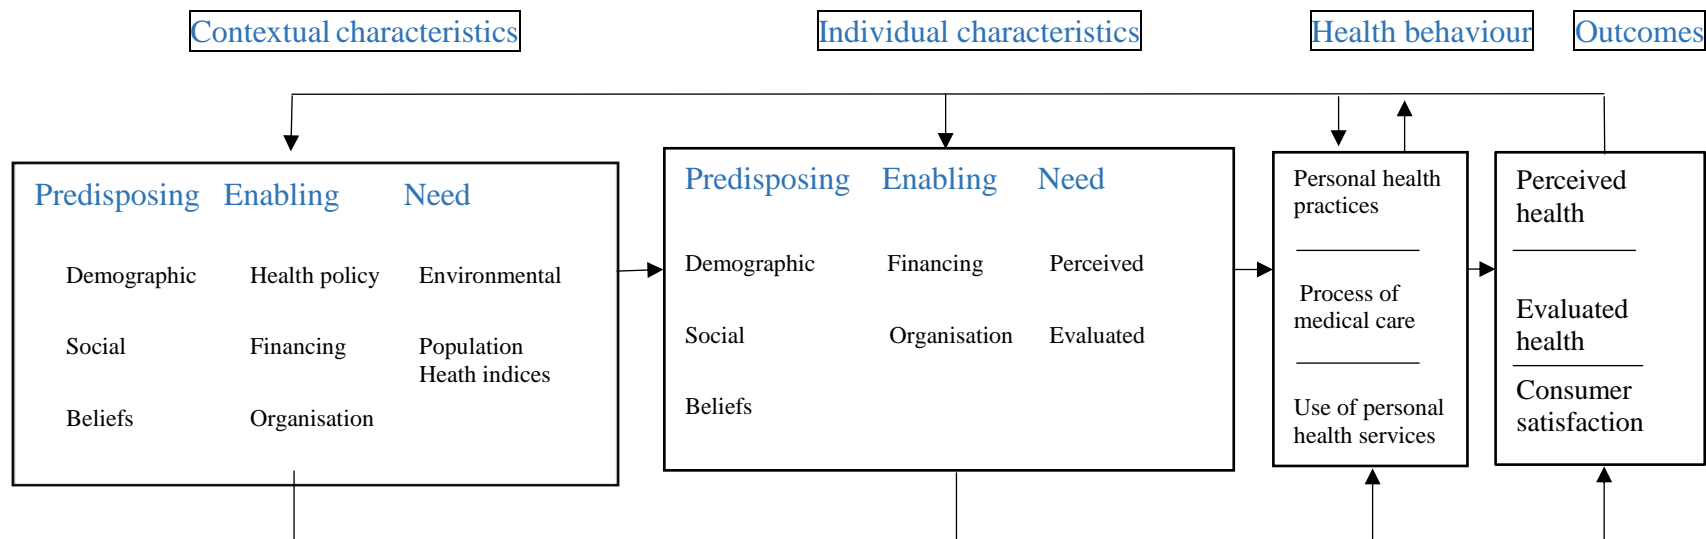 Contextual characteristics
Individual characteristics
Health behaviour
Outcomes
Predisposing Enabling Need
Demographic Health policy Environmental
Social Financing Population
Heath indices
Beliefs Organisation
Predisposing Enabling Need
Demographic Financing Perceived
Social Organisation Evaluated
Beliefs
Personal health
practices
Process of
medical care
Use of personal
health services
Perceived
health
Evaluated
health
Consumer
satisfaction